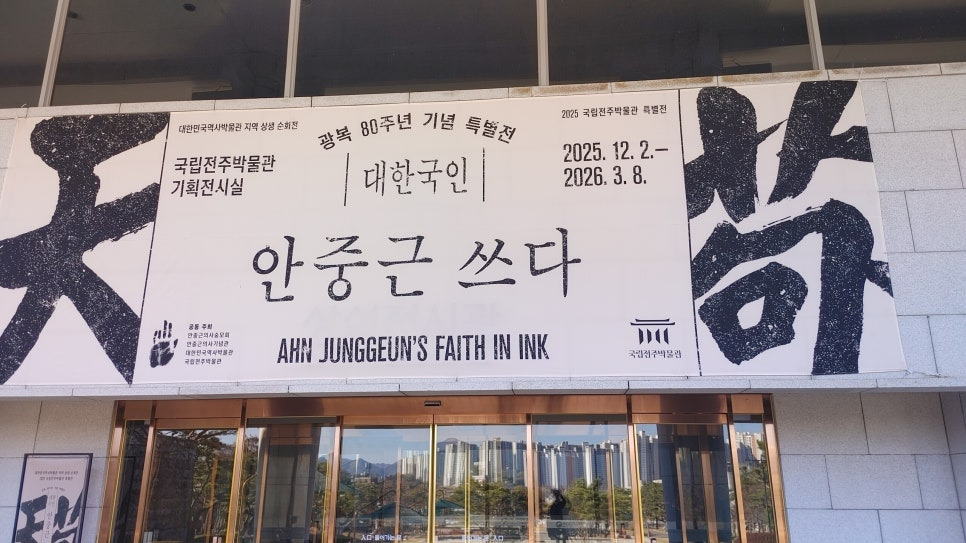 대한민국역사박물관 지역 상생 순회전
국립전주박물관
기획전시실
광복 80주년 기념 특별전
대한국인
안중근 쓰다
AHN JUNGGEUN'S FAITH IN INK
2025 국립전주박물관 특별전
2025. 12. 2.–
2026. 3. 8.
공동 주최
안중근의사숭모회
안중근의사기념관
대한민국역사박물관
국립전주박물관
국립전주박물관
天
입구
입구